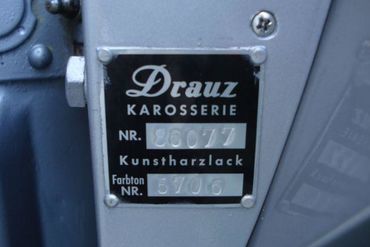 Drauz
KAROSSERIE
NR. 86077
Kunstharzlack
Farbton
NR. 5706